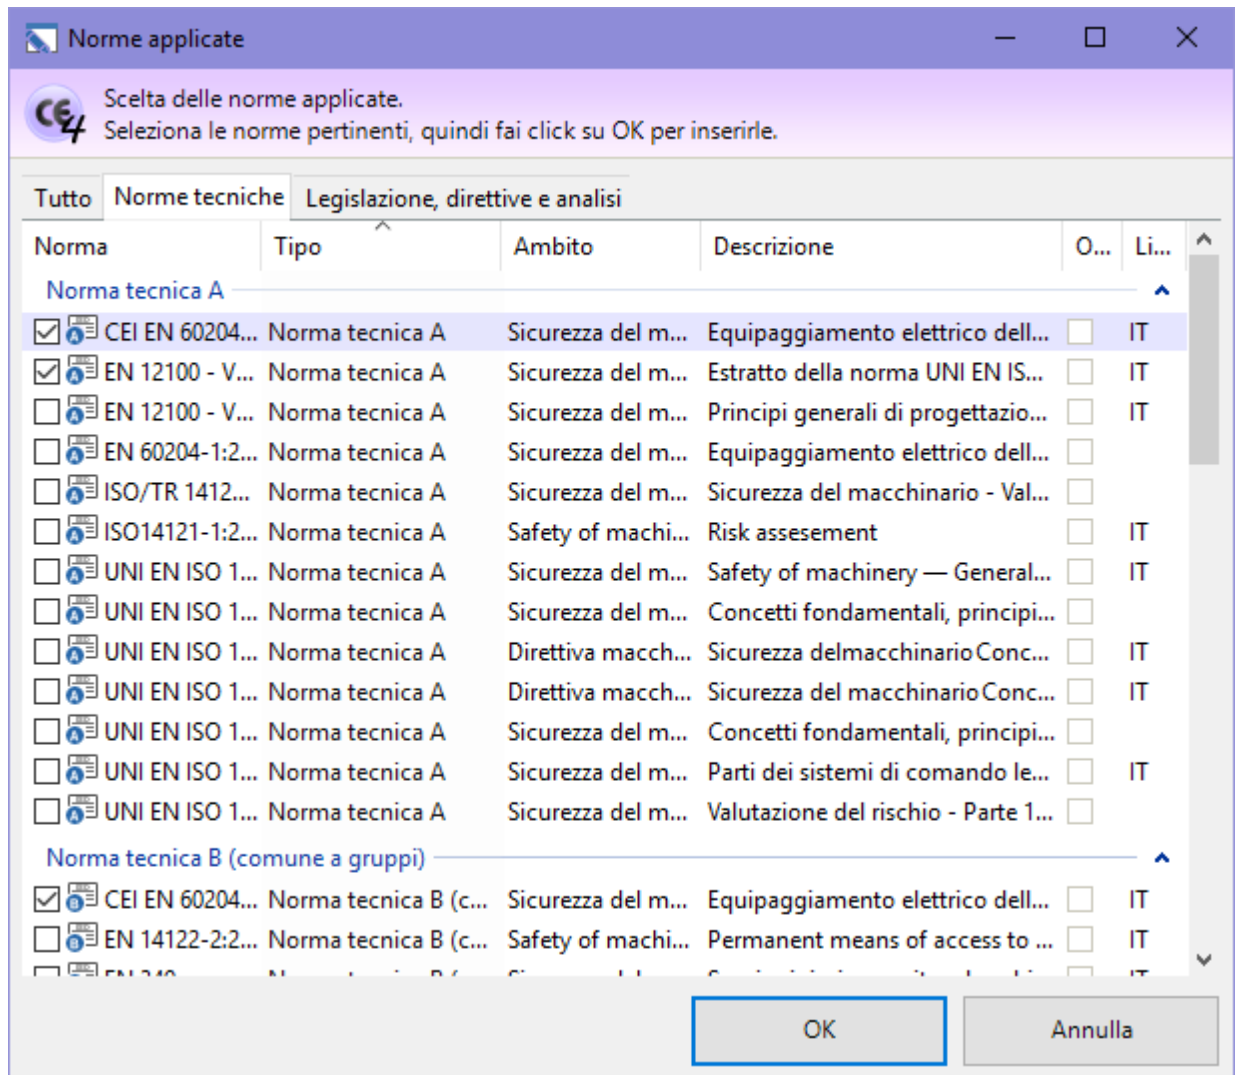 Norme applicate
CE4
Scelta delle norme applicate.
Seleziona le norme pertinenti, quindi fai click su OK per inserirle.
Tutto Norme tecniche Legislazione, direttive e analisi
Norma Tipo Ambito Descrizione O... Li...
Norma tecnica A
CEI EN 60204... Norma tecnica A Sicurezza del m... Equipaggiamento elettrico dell... IT
EN 12100 - V... Norma tecnica A Sicurezza del m... Estratto della norma UNI EN IS... IT
EN 12100 - V... Norma tecnica A Sicurezza del m... Principi generali di progettazio... IT
EN 60204-1:2... Norma tecnica A Sicurezza del m... Equipaggiamento elettrico dell...
ISO/TR 1412... Norma tecnica A Sicurezza del m... Sicurezza del macchinario - Val...
ISO14121-1:2... Norma tecnica A Safety of machi... Risk assesement IT
UNI EN ISO 1... Norma tecnica A Sicurezza del m... Safety of machinery — General... IT
UNI EN ISO 1... Norma tecnica A Sicurezza del m... Concetti fondamentali, principi...
UNI EN ISO 1... Norma tecnica A Direttiva macch... Sicurezza delmacchinario Conc... IT
UNI EN ISO 1... Norma tecnica A Direttiva macch... Sicurezza del macchinario Conc... IT
UNI EN ISO 1... Norma tecnica A Sicurezza del m... Concetti fondamentali, principi...
UNI EN ISO 1... Norma tecnica A Sicurezza del m... Parti dei sistemi di comando le... IT
UNI EN ISO 1... Norma tecnica A Sicurezza del m... Valutazione del rischio - Parte 1...
Norma tecnica B (comune a gruppi)
CEI EN 60204... Norma tecnica B (c... Sicurezza del m... Equipaggiamento elettrico dell... IT
EN 14122-2:2... Norma tecnica B (c... Safety of machi... Permanent means of access to ... IT
OK Annulla